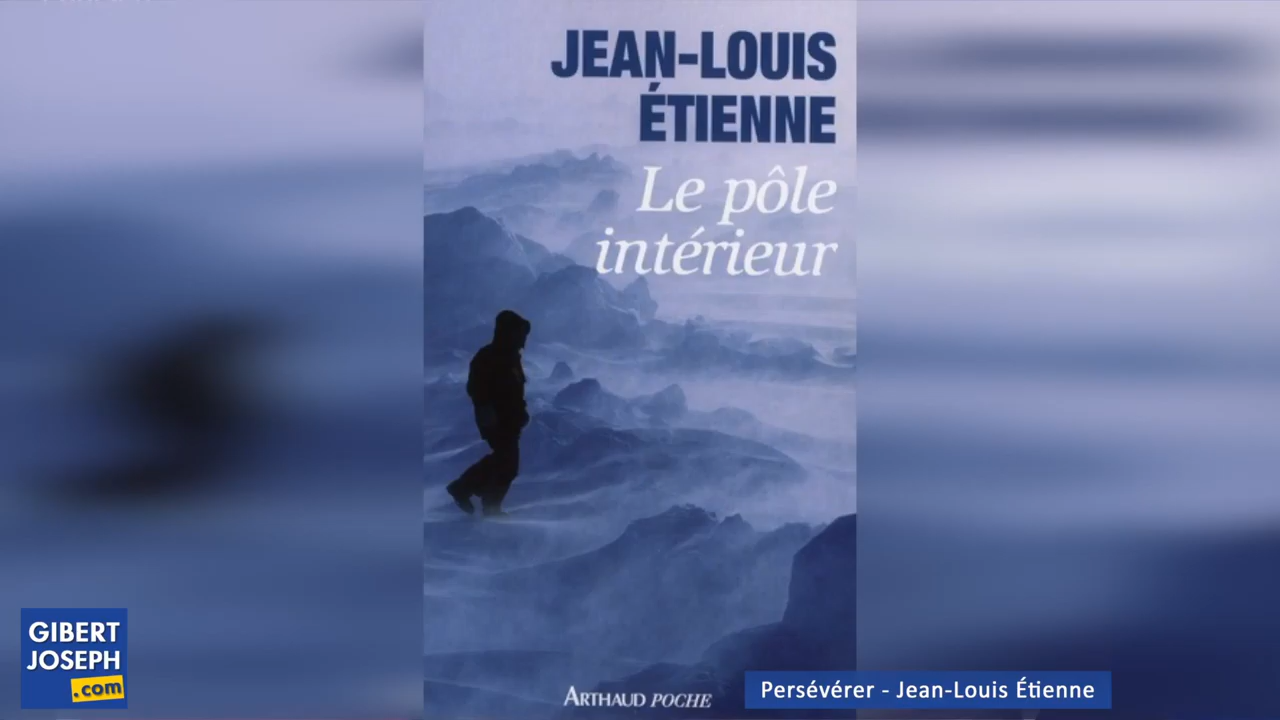 JEAN-LOUIS
ÉTIENNE
Le pôle
intérieur
ARTHAUD POCHE
GIBERT
JOSEPH
.com
Persévérer - Jean-Louis Étienne